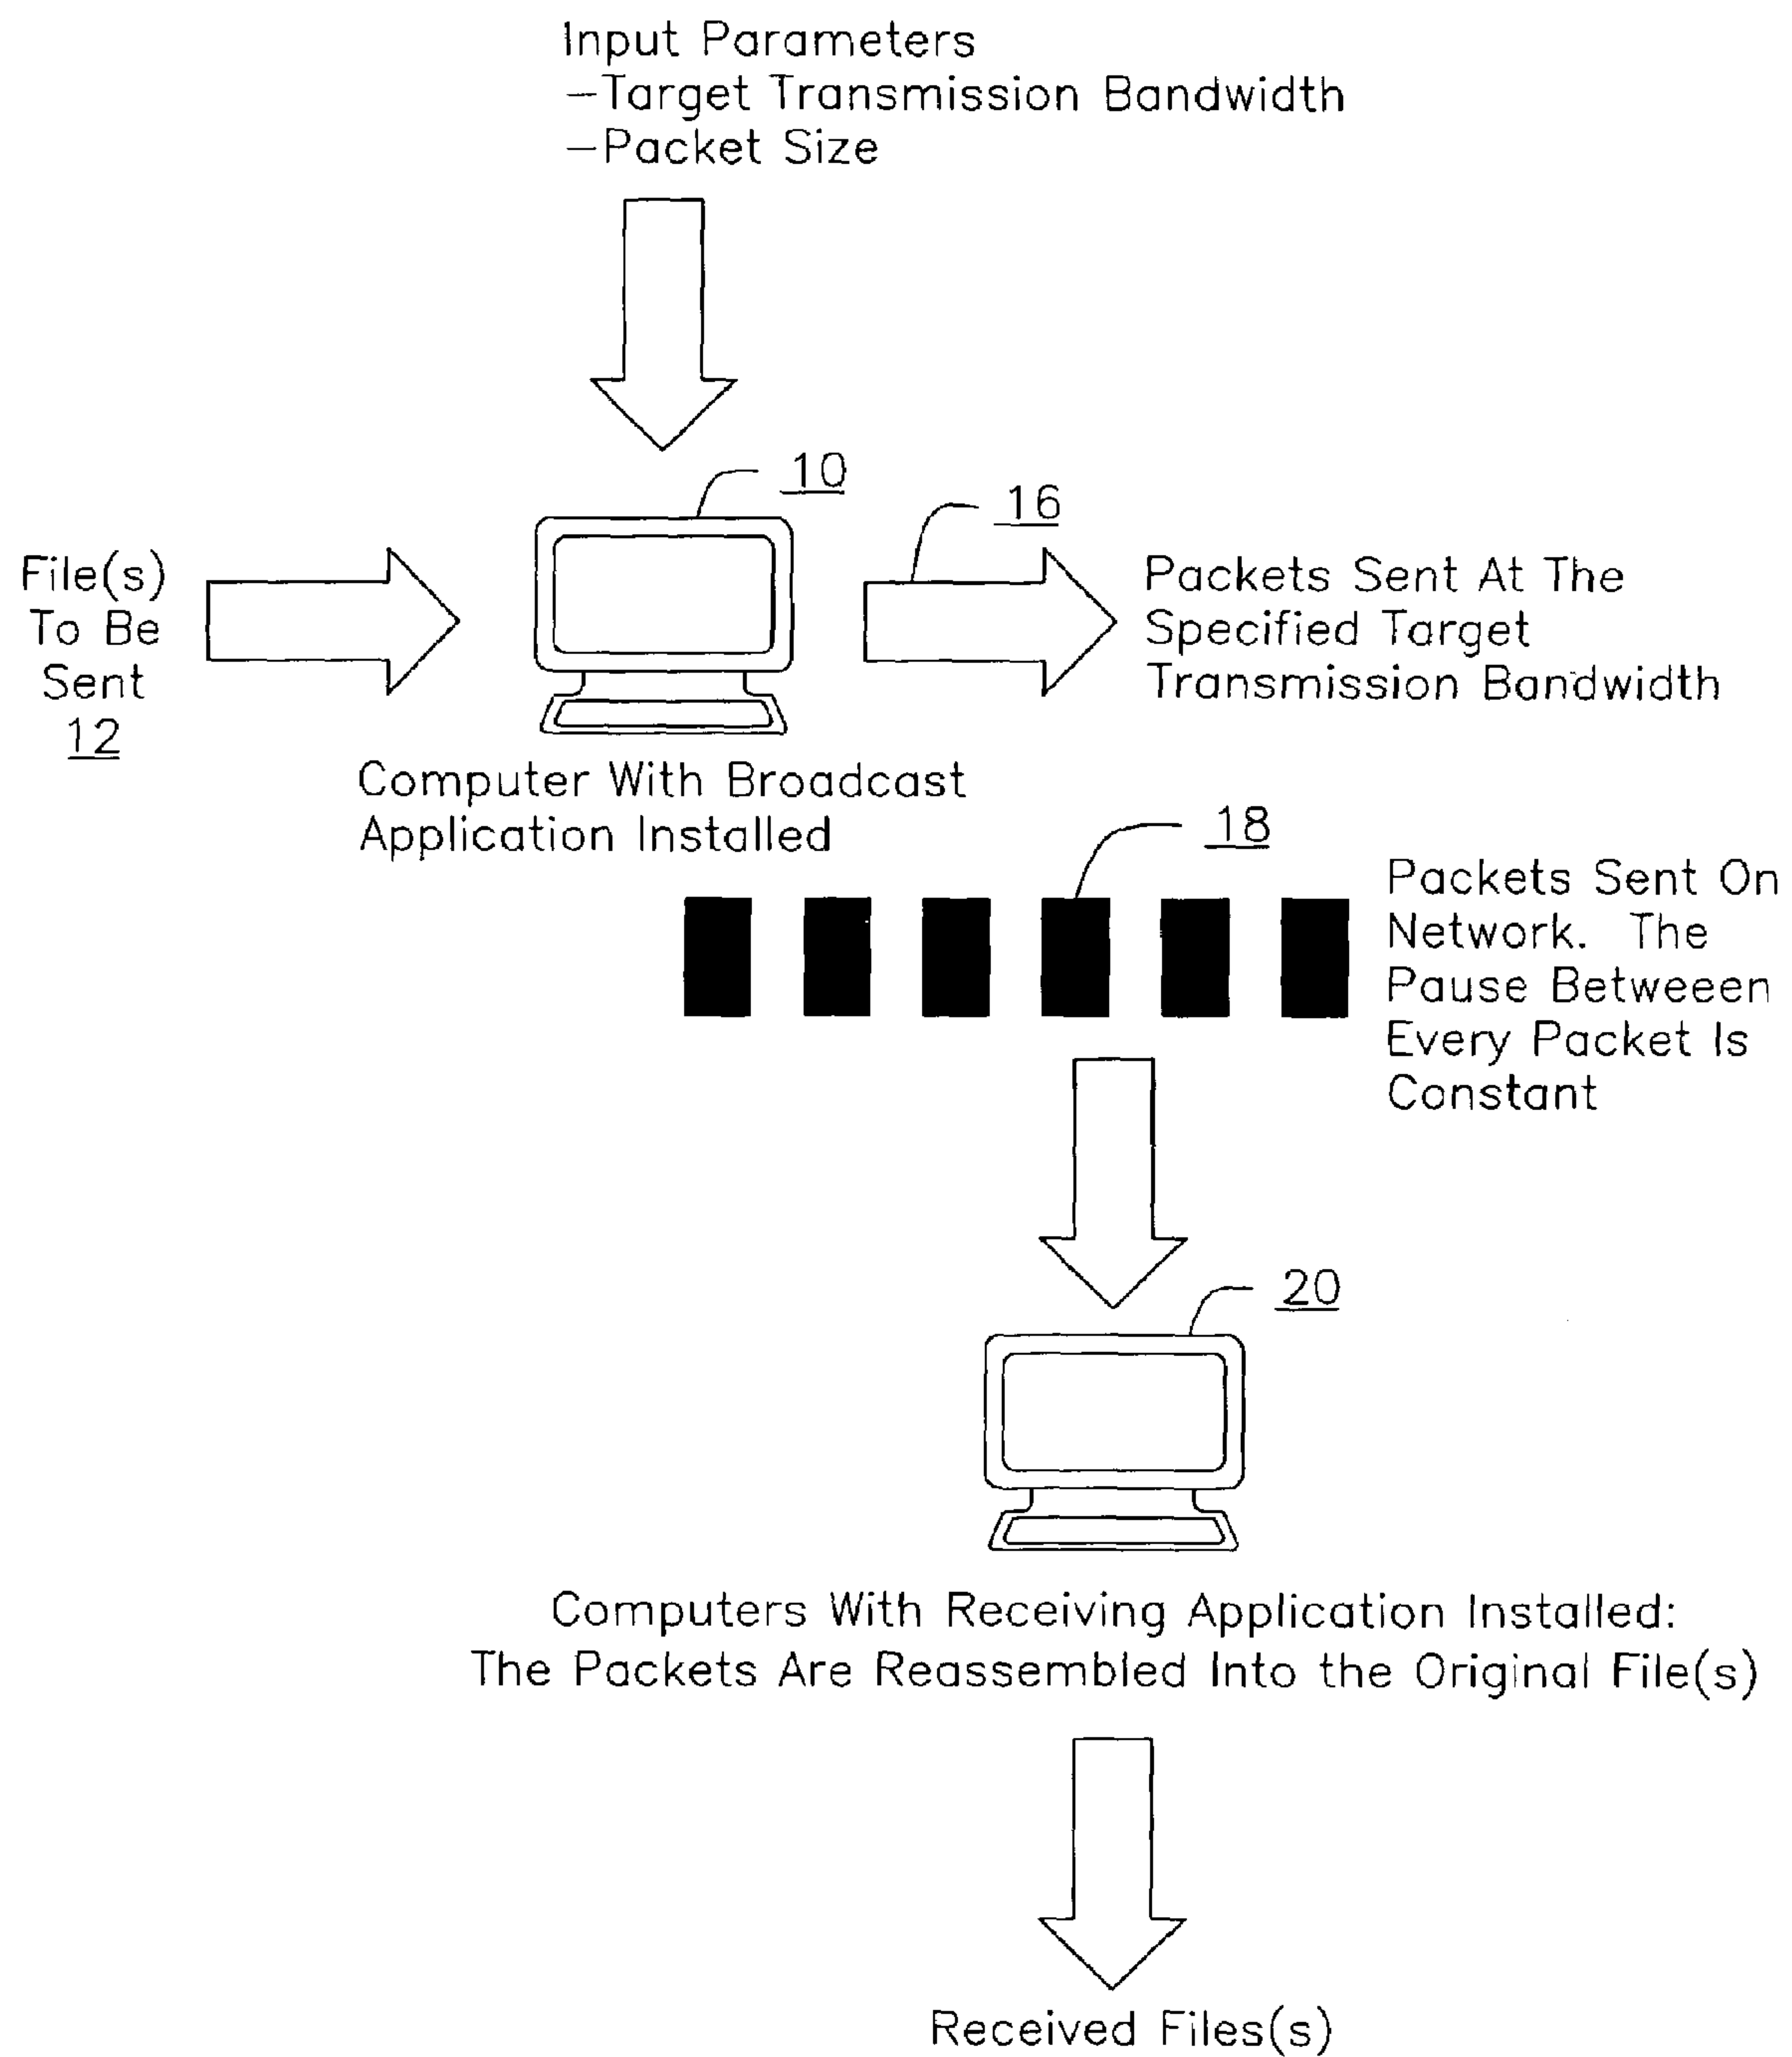 Input Parameters
–Target Transmission Bandwidth
–Packet Size
10
16
File(s)
To Be
Sent
12
Packets Sent At The
Specified Target
Transmission Bandwidth
Computer With Broadcast
Application Installed
18
Packets Sent On
Network. The
Pause Betweeen
Every Packet Is
Constant
20
Computers With Receiving Application Installed:
The Packets Are Reassembled Into the Original File(s)
Received Files(s)